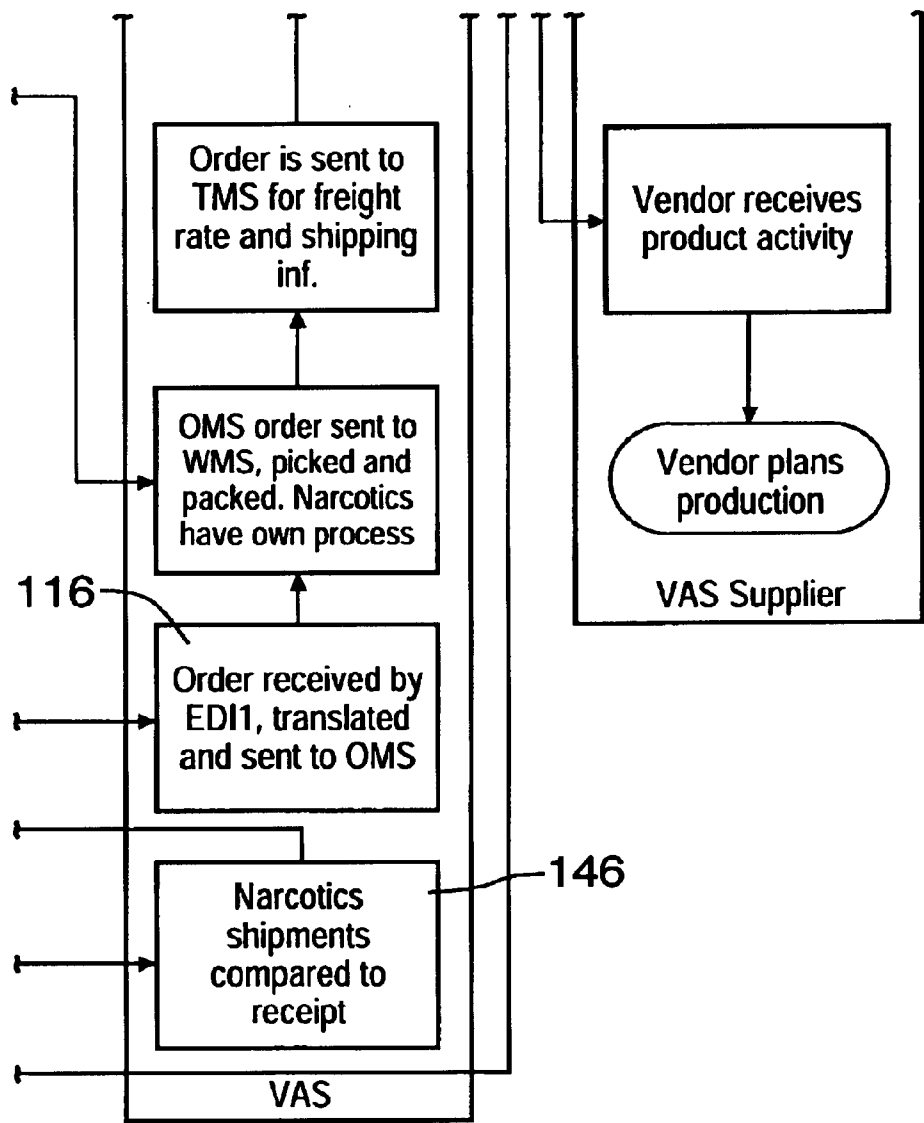 Order is sent to
TMS for freight
rate and shipping
inf.
OMS order sent to
WMS, picked and
packed. Narcotics
have own process
116
Order received by
EDI1, translated
and sent to OMS
146
Narcotics
shipments
compared to
receipt
VAS
Vendor receives
product activity
Vendor plans
production
VAS Supplier